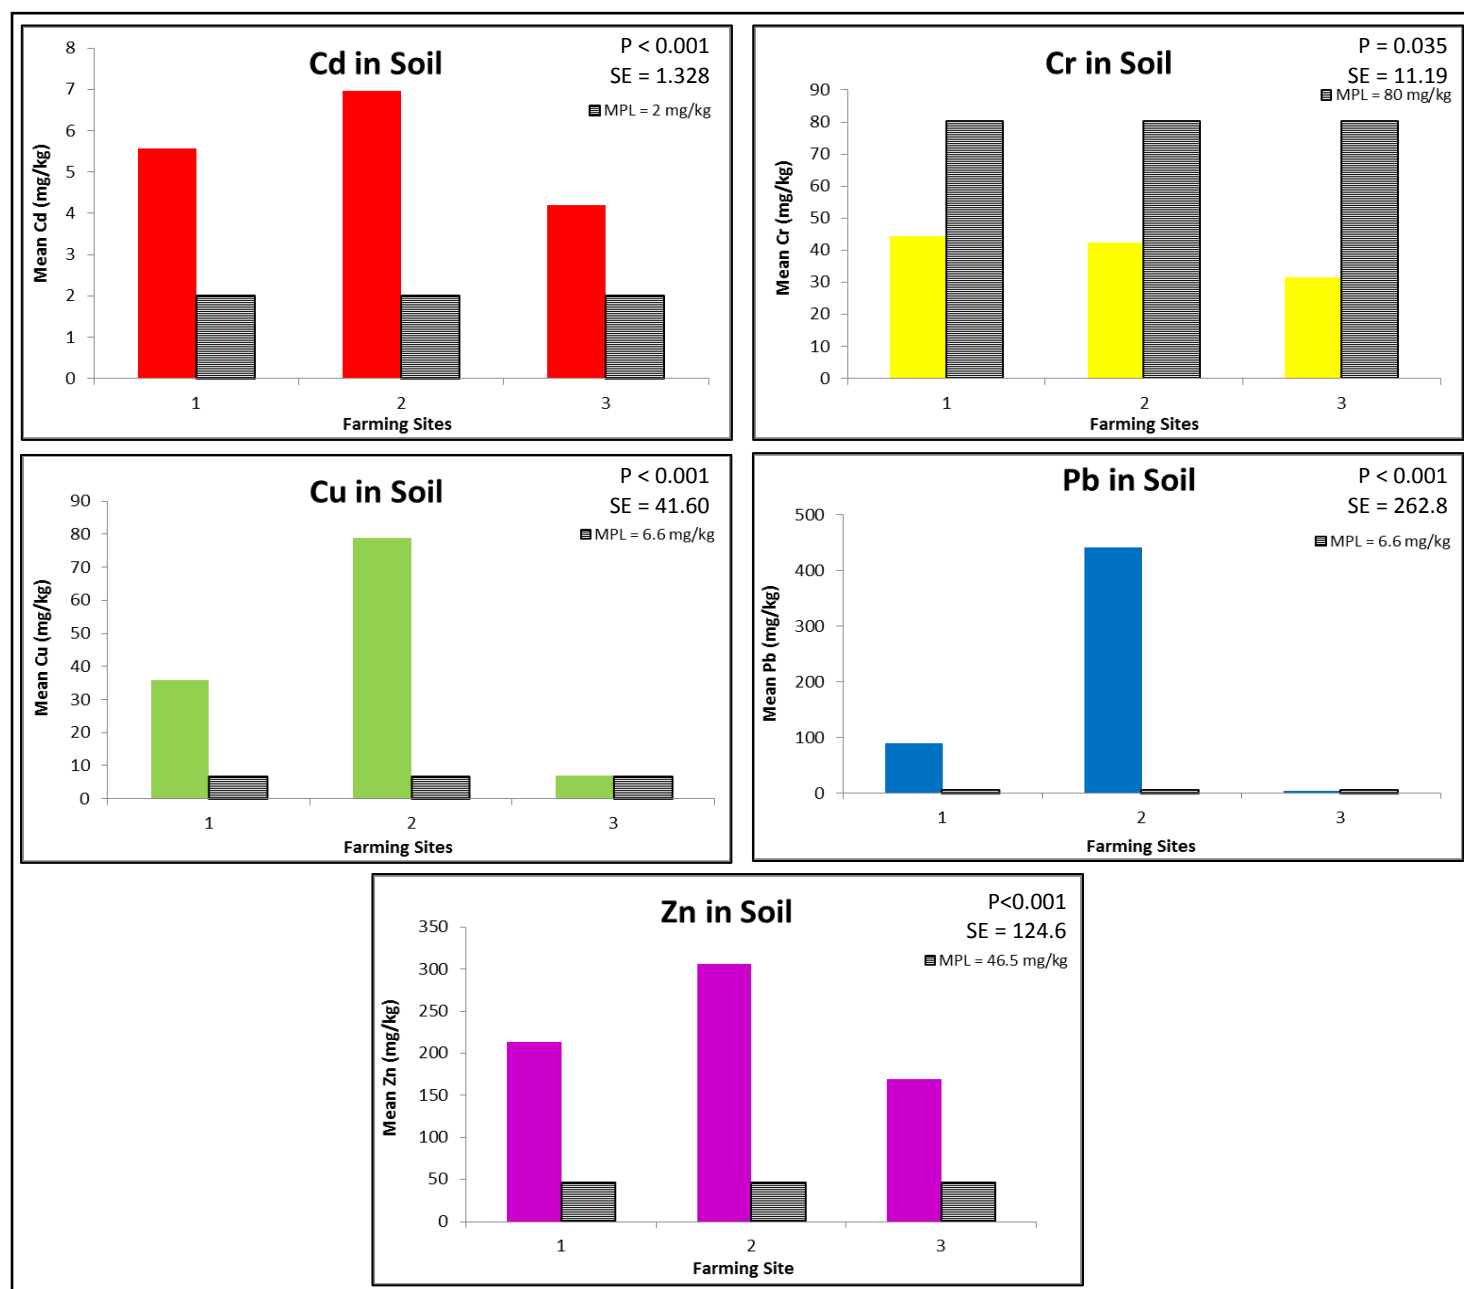 Cd in Soil
P < 0.001
SE = 1.328
MPL = 2 mg/kg
Mean Cd (mg/kg)
8
7
6
5
4
3
2
1
0
1 2 3
Farming Sites
Cr in Soil
P = 0.035
SE = 11.19
MPL = 80 mg/kg
Mean Cr (mg/kg)
90
80
70
60
50
40
30
20
10
0
1 2 3
Farming Sites
Cu in Soil
P < 0.001
SE = 41.60
MPL = 6.6 mg/kg
Mean Cu (mg/kg)
90
80
70
60
50
40
30
20
10
0
1 2 3
Farming Sites
Pb in Soil
P < 0.001
SE = 262.8
MPL = 6.6 mg/kg
Mean Pb (mg/kg)
500
400
300
200
100
0
1 2 3
Farming Sites
Zn in Soil
P<0.001
SE = 124.6
MPL = 46.5 mg/kg
Mean Zn (mg/kg)
350
300
250
200
150
100
50
0
1 2 3
Farming Site